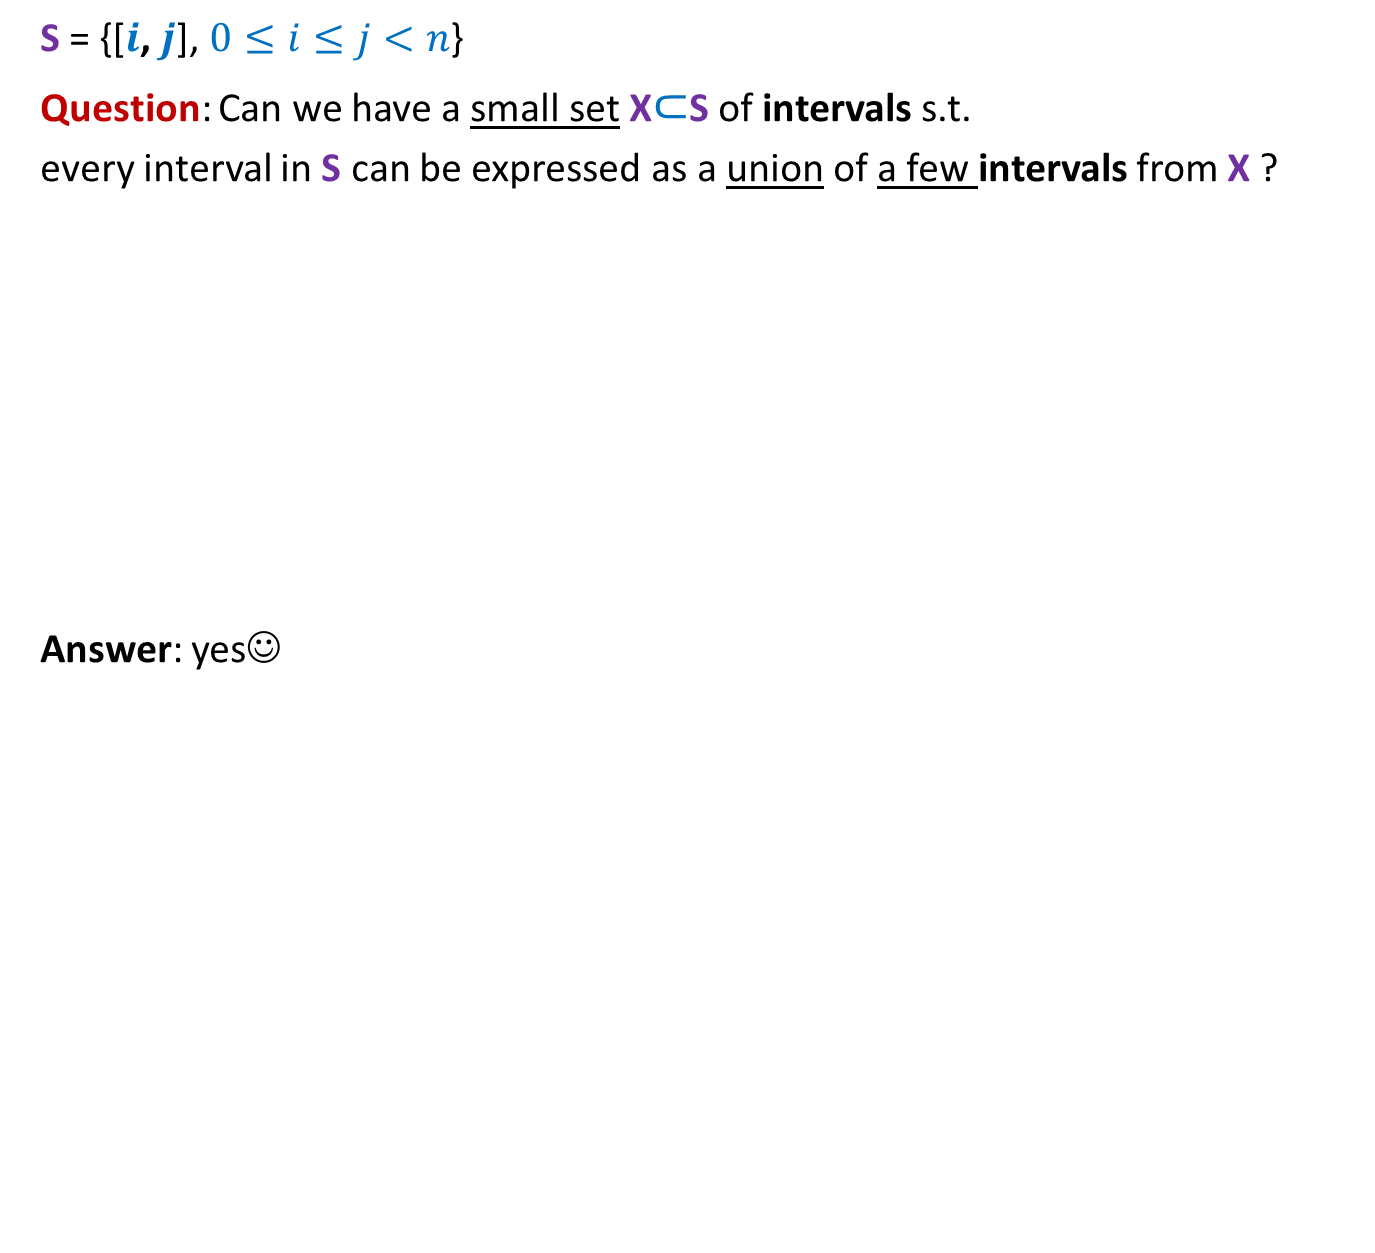 S = {[i, j], 0 ≤ i ≤ j < n}
Question: Can we have a small set X⊂S of intervals s.t.
every interval in S can be expressed as a union of a few intervals from X ?
Answer: yes☺